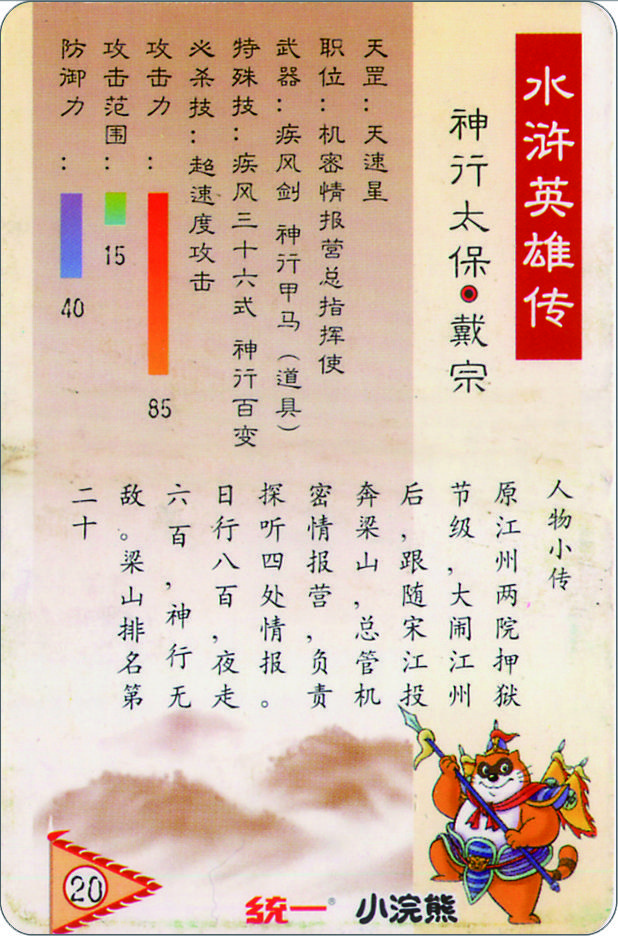 水浒英雄传
神行太保●戴宗
天罡：天速星
职位：机密情报营总指挥使
武器：疾风剑 神行甲马（道具）
特殊技：疾风三十六式 神行百变
必杀技：超速度攻击
攻击力：
85
攻击范围：
15
防御力：
40
人物小传
原江州两院押狱
节级，大闹江州
后，跟随宋江投
奔梁山，总管机
密情报营，负责
探听四处情报。
日行八百，夜走
六百，神行无
敌。梁山排名第
二十
20
统一®
小浣熊